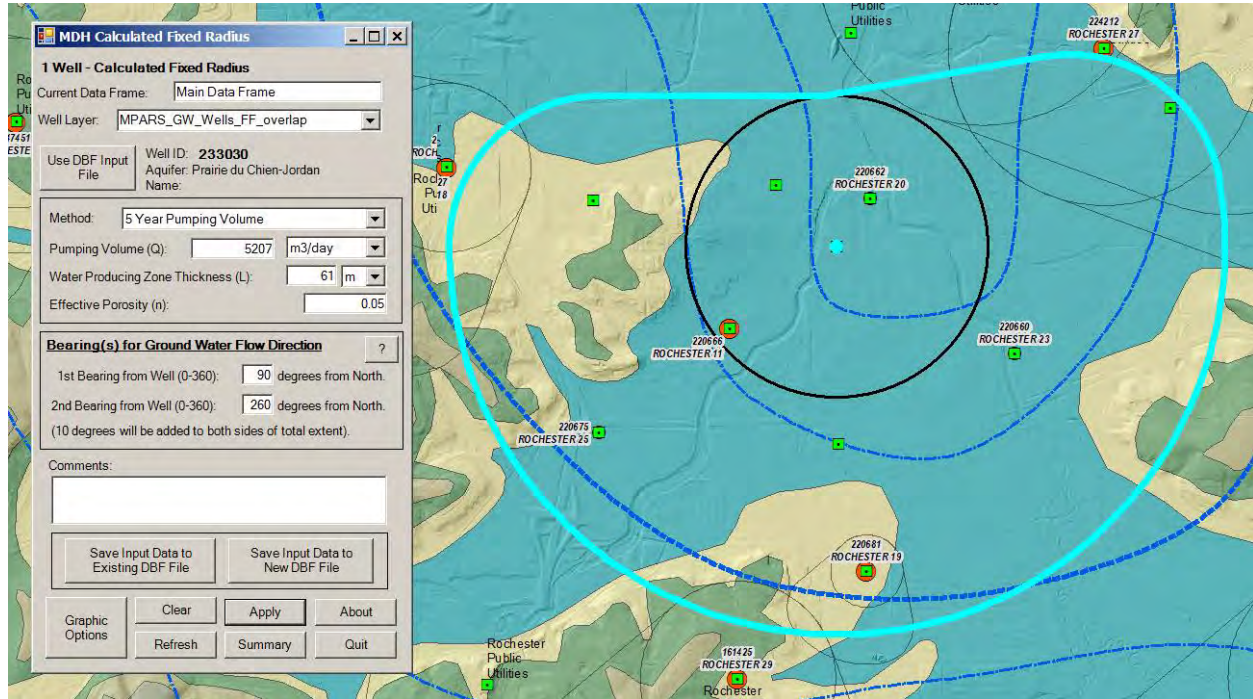 MDH Calculated Fixed Radius
1 Well - Calculated Fixed Radius
Current Data Frame: Main Data Frame
Well Layer: MPARS_GW_Wells_FF_overlap
Use DBF Input
File
Well ID: 233030
Aquifer: Prairie du Chien-Jordan
Name:
Method: 5 Year Pumping Volume
Pumping Volume (Q): 5207 m3/day
Water Producing Zone Thickness (L): 61 m
Effective Porosity (n): 0.05
Bearing(s) for Ground Water Flow Direction ?
1st Bearing from Well (0-360): 90 degrees from North.
2nd Bearing from Well (0-360): 260 degrees from North.
(10 degrees will be added to both sides of total extent).
Comments:
Save Input Data to
Existing DBF File
Save Input Data to
New DBF File
Graphic
Options
Clear
Apply
About
Refresh
Summary
Quit
Public
Utilities
224212
ROCHESTER 27
220662
ROCHESTER 20
220666
ROCHESTER 11
220660
ROCHESTER 23
220675
ROCHESTER 25
220681
ROCHESTER 19
161425
ROCHESTER 29
Rochester
Rochester
Public
Utilities